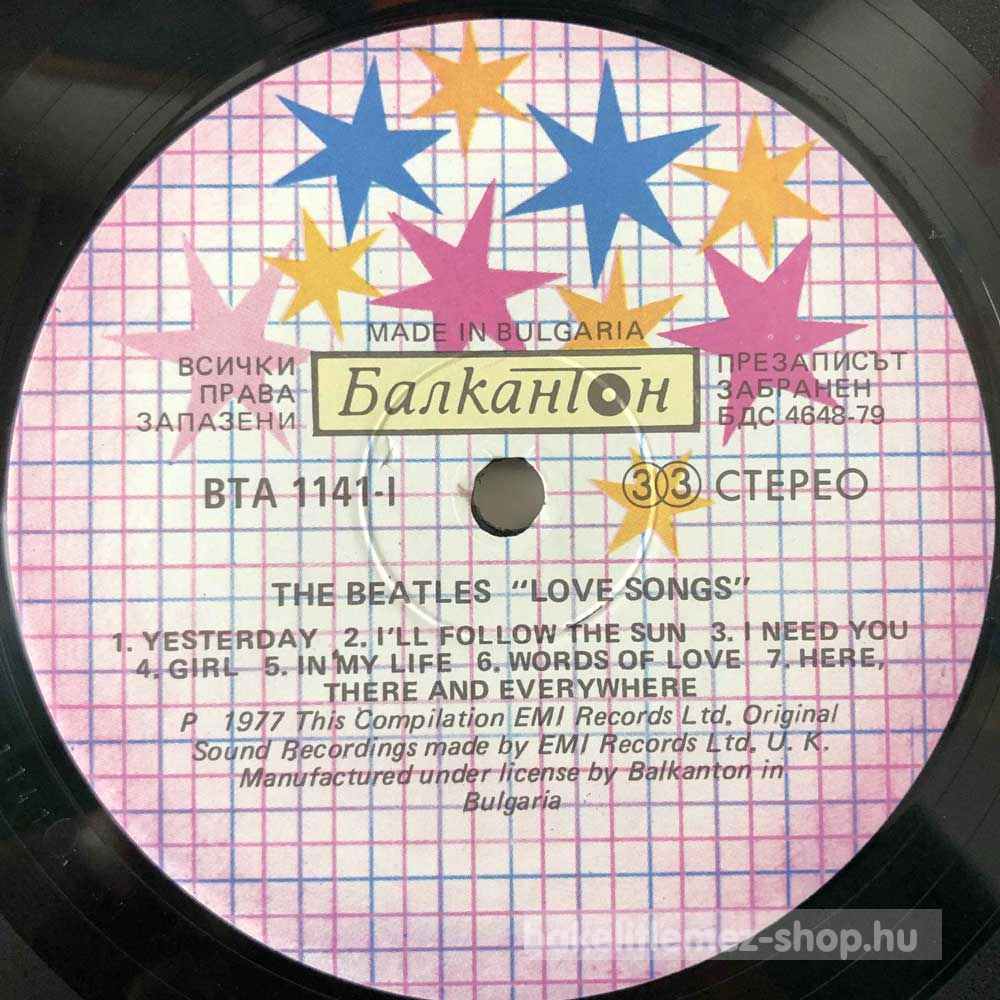 MADE IN BULGARIA
ВСИЧКИ
ПРАВА
ЗАПАЗЕНИ
Балкантон
ПРЕЗАПИСЪТ
ЗАБРАНЕН
БДС 4648-79
ВТА 1141-I
33 СТЕРЕО
THE BEATLES "LOVE SONGS"
1. YESTERDAY 2. I'LL FOLLOW THE SUN 3. I NEED YOU
4. GIRL 5. IN MY LIFE 6. WORDS OF LOVE 7. HERE,
THERE AND EVERYWHERE
P 1977 This Compilation EMI Records Ltd. Original
Sound Recordings made by EMI Records Ltd. U. K.
Manufactured under license by Balkanton in
Bulgaria
bakelitlemez-shop.hu